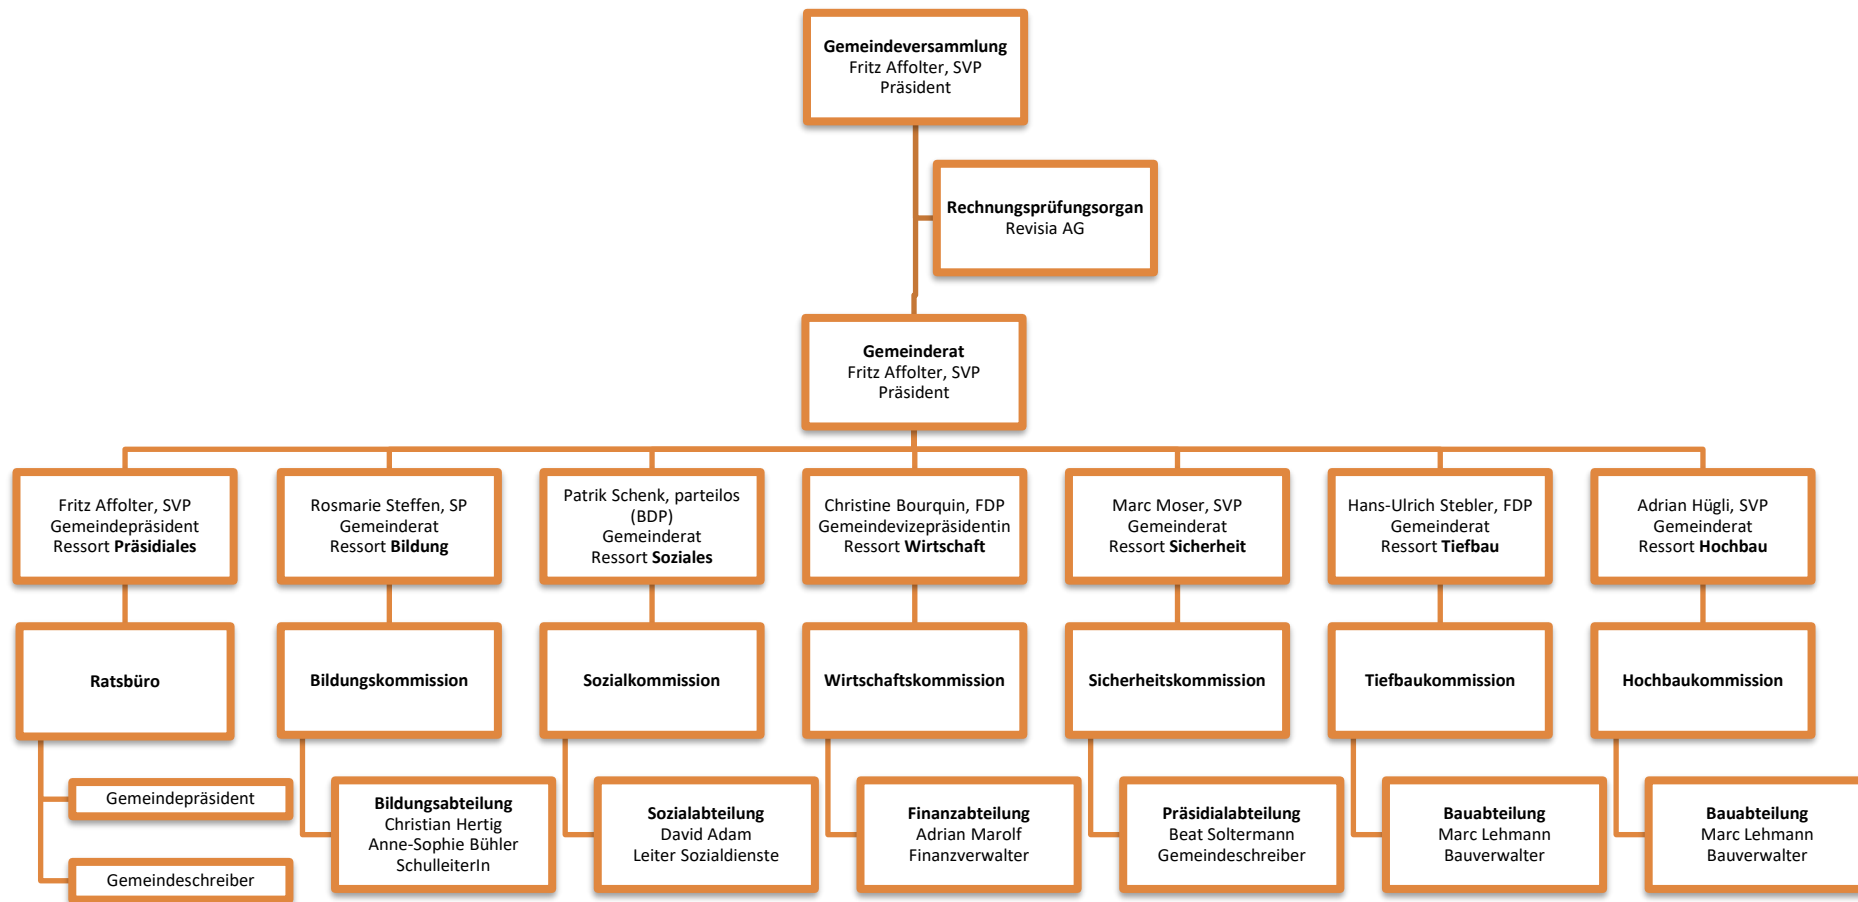 Gemeindeversammlung
Fritz Affolter, SVP
Präsident
Rechnungsprüfungsorgan
Revisia AG
Gemeinderat
Fritz Affolter, SVP
Präsident
Fritz Affolter, SVP
Gemeindepräsident
Ressort Präsidiales
Rosmarie Steffen, SP
Gemeinderat
Ressort Bildung
Patrik Schenk, parteilos
(BDP)
Gemeinderat
Ressort Soziales
Christine Bourquin, FDP
Gemeindevizepräsidentin
Ressort Wirtschaft
Marc Moser, SVP
Gemeinderat
Ressort Sicherheit
Hans-Ulrich Stebler, FDP
Gemeinderat
Ressort Tiefbau
Adrian Hügli, SVP
Gemeinderat
Ressort Hochbau
Ratsbüro
Bildungskommission
Sozialkommission
Wirtschaftskommission
Sicherheitskommission
Tiefbaukommission
Hochbaukommission
Gemeindepräsident
Gemeindeschreiber
Bildungsabteilung
Christian Hertig
Anne-Sophie Bühler
SchulleiterIn
Sozialabteilung
David Adam
Leiter Sozialdienste
Finanzabteilung
Adrian Marolf
Finanzverwalter
Präsidialabteilung
Beat Soltermann
Gemeindeschreiber
Bauabteilung
Marc Lehmann
Bauverwalter
Bauabteilung
Marc Lehmann
Bauverwalter